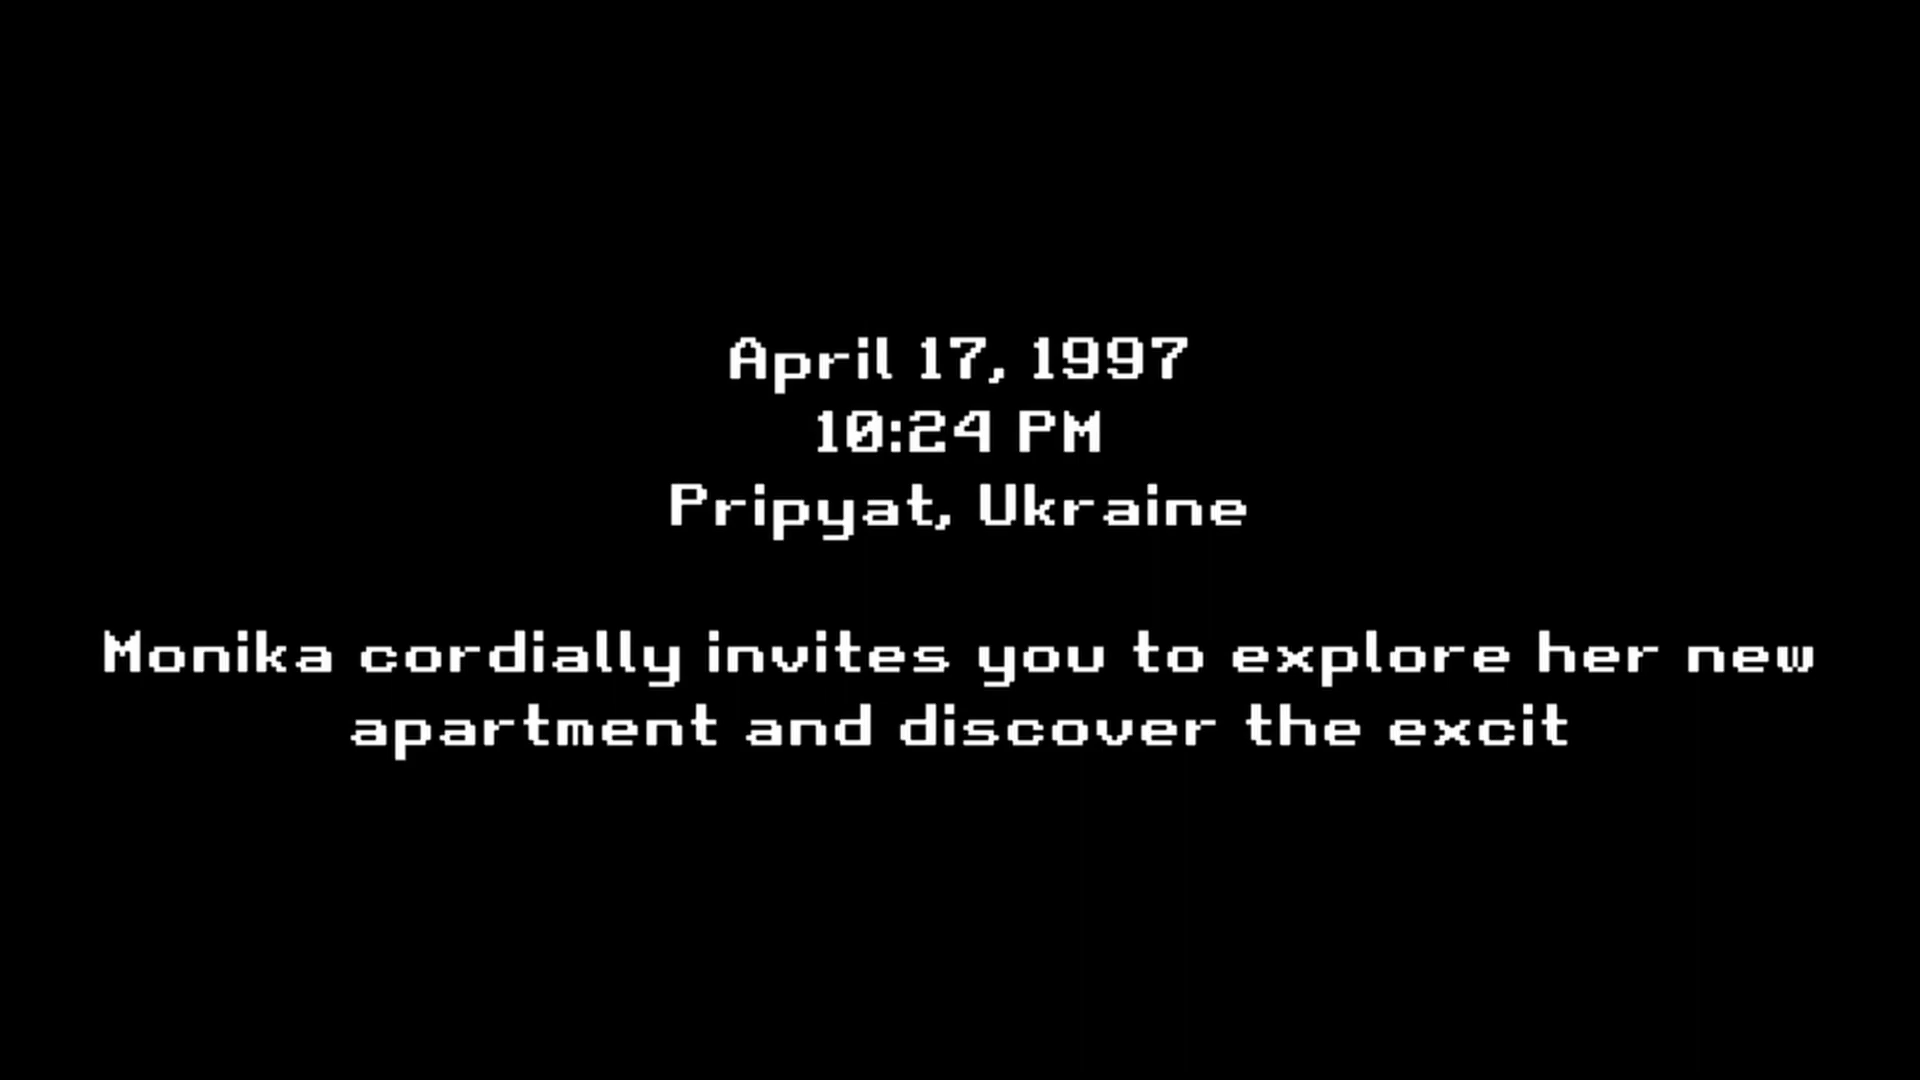 April 17, 1997
10:24 PM
Pripyat, Ukraine
Monika cordially invites you to explore her new
apartment and discover the excit